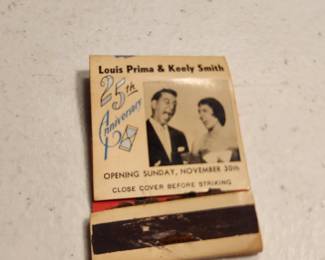 Louis Prima & Keely Smith
25th
Anniversary
OPENING SUNDAY, NOVEMBER 30th
CLOSE COVER BEFORE STRIKING